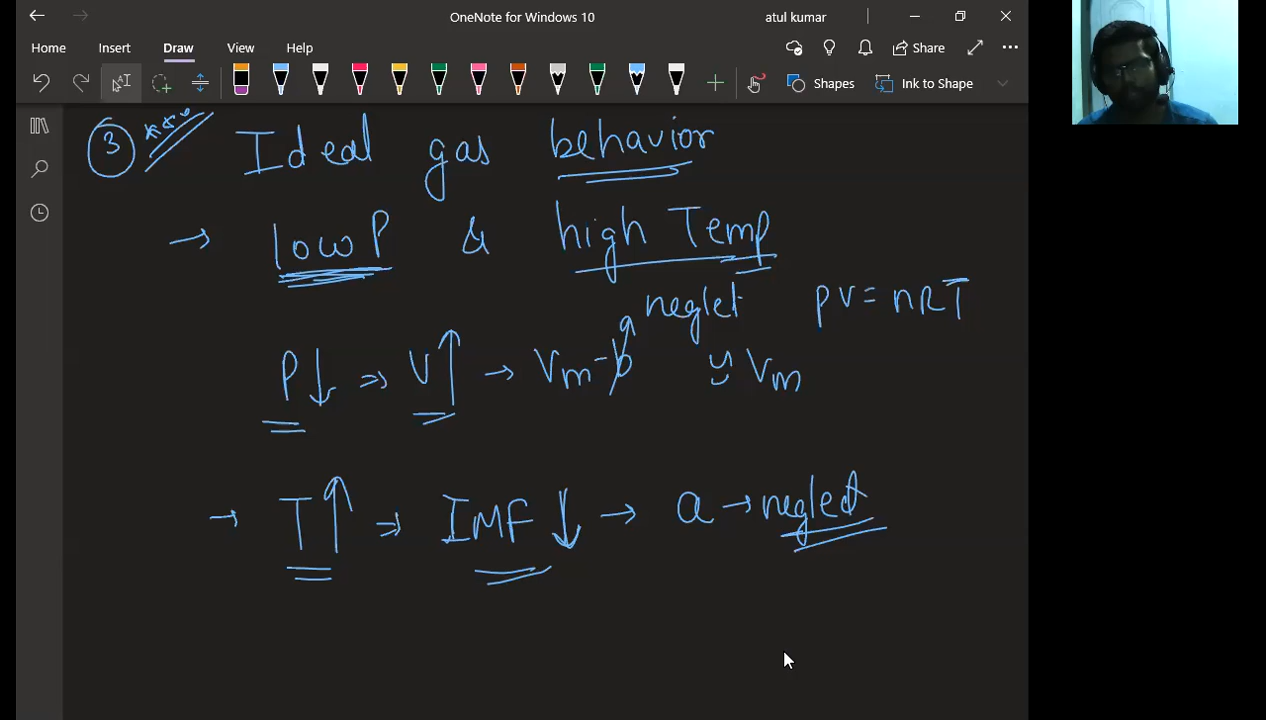 OneNote for Windows 10
atul kumar
Home Insert Draw View Help
Share
Shapes
Ink to Shape
3 *** Ideal gas behavior
→ low P & high Temp
neglet PV = nRT
P↓ ⇒ V↑ → Vm - b Vm
→ T↑ ⇒ IMF↓ → a → neglect